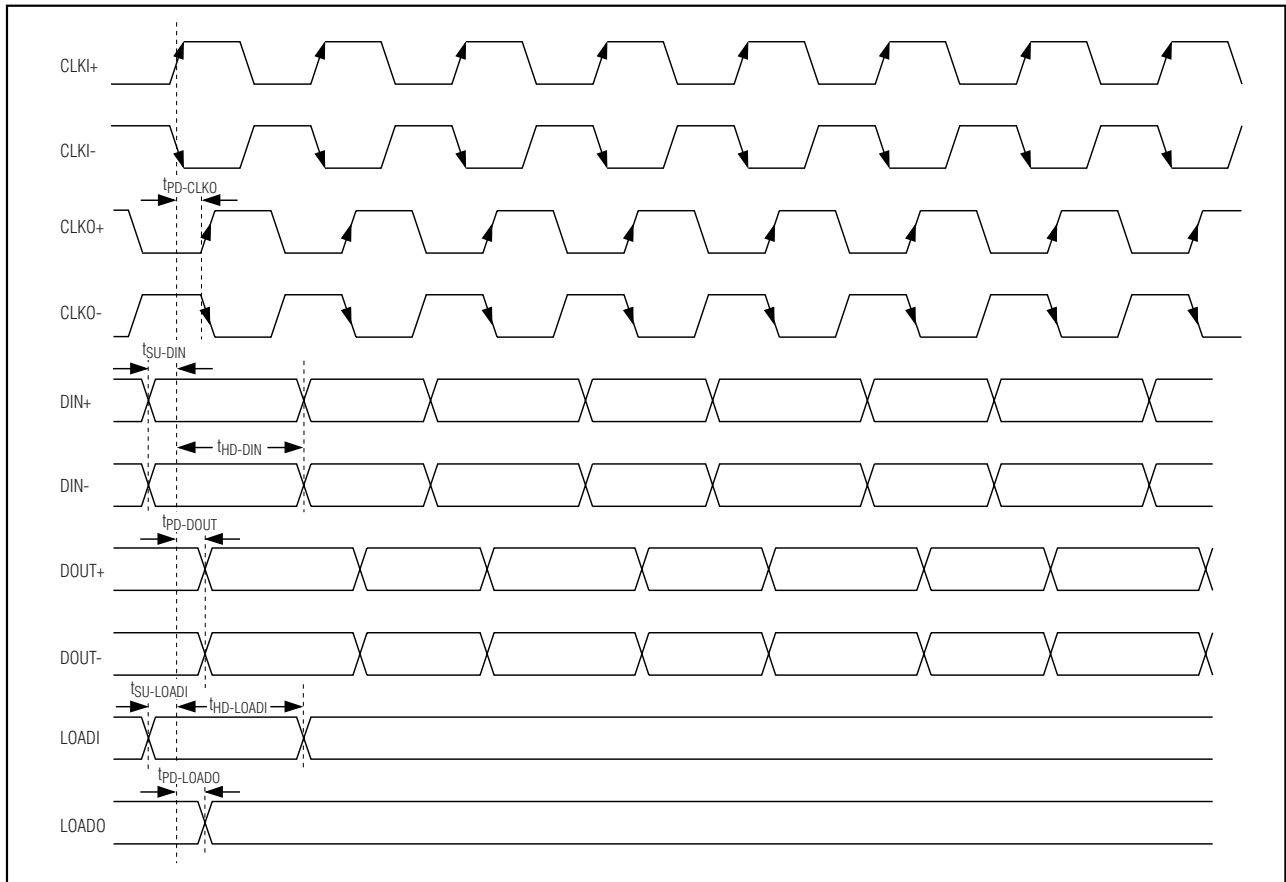 CLKI+
CLKI-
tPD-CLKO
CLKO+
CLKO-
tSU-DIN
DIN+
tHD-DIN
DIN-
tPD-DOUT
DOUT+
DOUT-
tSU-LOADI
tHD-LOADI
LOADI
tPD-LOADO
LOADO